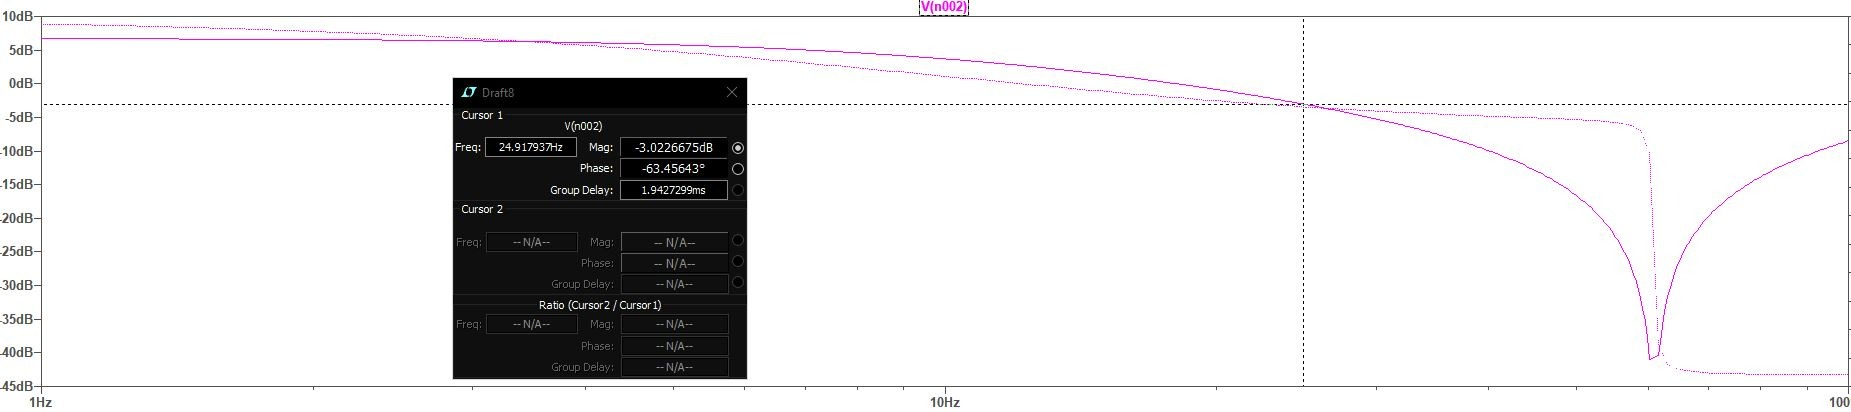 V(n002)
10dB
5dB
0dB
-5dB
-10dB
-15dB
-20dB
-25dB
-30dB
-35dB
-40dB
-45dB
1Hz
10Hz
100
Draft8
Cursor 1
V(n002)
Freq: 24.917937Hz Mag: -3.0226675dB
Phase: -63.45643°
Group Delay: 1.9427299ms
Cursor 2
Freq: -- N/A-- Mag: -- N/A--
Phase: -- N/A--
Group Delay: -- N/A--
Ratio (Cursor2 / Cursor1)
Freq: -- N/A-- Mag: -- N/A--
Phase: -- N/A--
Group Delay: -- N/A--